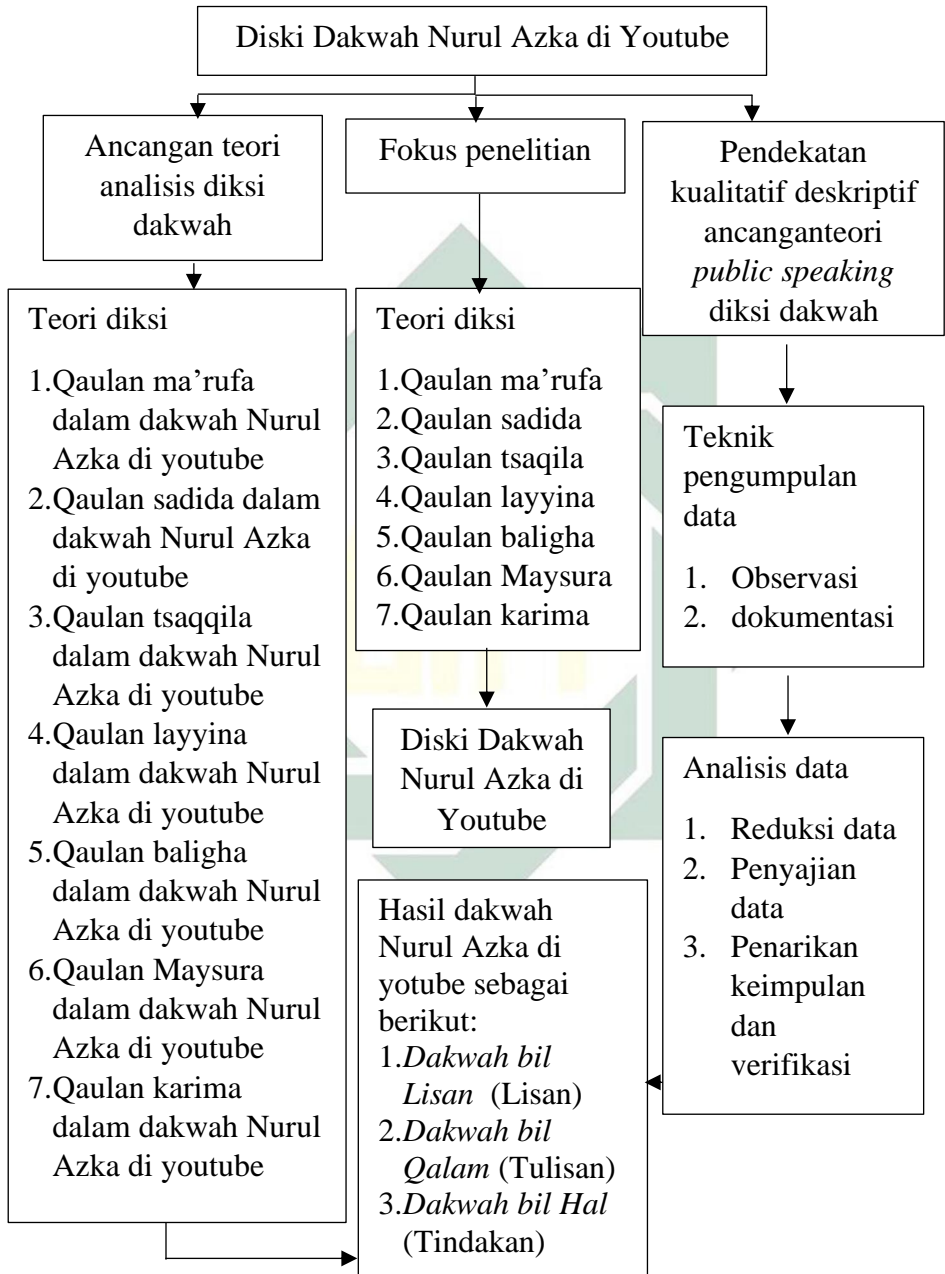 Diski Dakwah Nurul Azka di Youtube
Ancangan teori
analisis diksi
dakwah
Teori diksi
1.Qaulan ma’rufa
dalam dakwah Nurul
Azka di youtube
2.Qaulan sadida dalam
dakwah Nurul Azka
di youtube
3.Qaulan tsaqqila
dalam dakwah Nurul
Azka di youtube
4.Qaulan layyina
dalam dakwah Nurul
Azka di youtube
5.Qaulan baligha
dalam dakwah Nurul
Azka di youtube
6.Qaulan Maysura
dalam dakwah Nurul
Azka di youtube
7.Qaulan karima
dalam dakwah Nurul
Azka di youtube
Fokus penelitian
Teori diksi
1.Qaulan ma’rufa
2.Qaulan sadida
3.Qaulan tsaqila
4.Qaulan layyina
5.Qaulan baligha
6.Qaulan Maysura
7.Qaulan karima
Diski Dakwah
Nurul Azka di
Youtube
Pendekatan
kualitatif deskriptif
ancanganteori
public speaking
diksi dakwah
Teknik
pengumpulan
data
1. Observasi
2. dokumentasi
Analisis data
1. Reduksi data
2. Penyajian
data
3. Penarikan
keimpulan
dan
verifikasi
Hasil dakwah
Nurul Azka di
yotube sebagai
berikut:
1.Dakwah bil
Lisan (Lisan)
2.Dakwah bil
Qalam (Tulisan)
3.Dakwah bil Hal
(Tindakan)